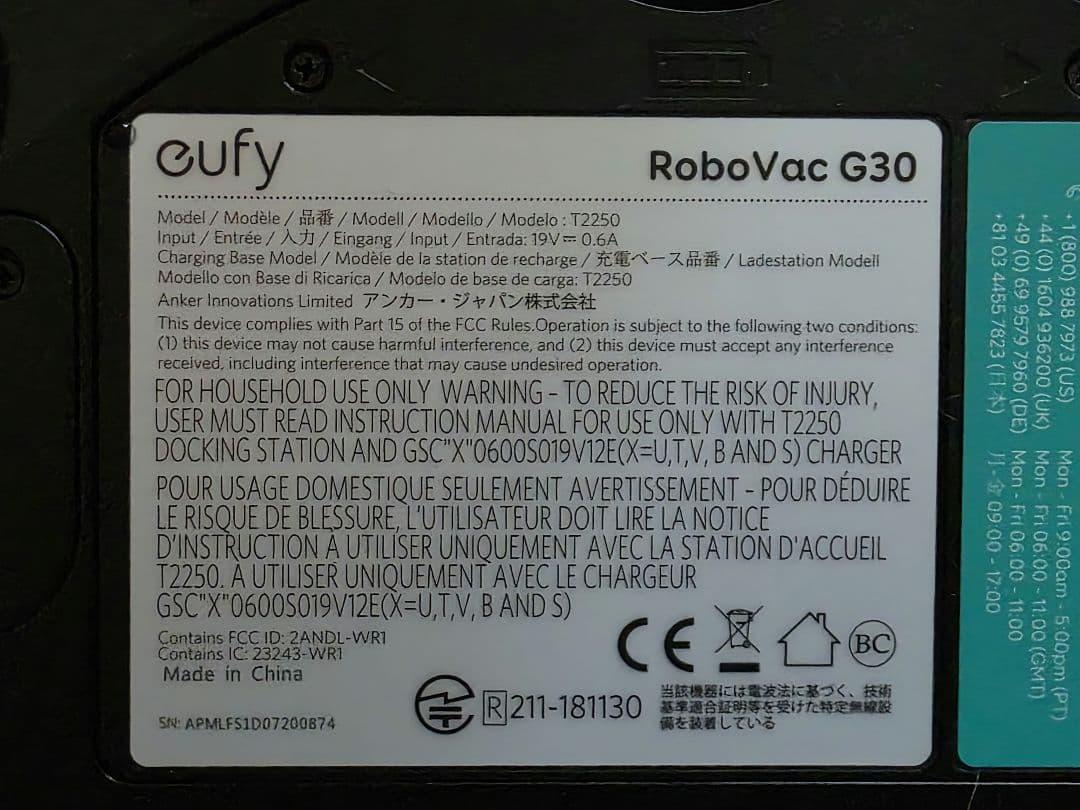 eufy
RoboVac G30
Model / Modèle / 品番 / Modell / Modello / Modelo : T2250
Input / Entrée / 入力 / Eingang / Input / Entrada: 19V⎓ 0.6A
Charging Base Model / Modèle de la station de recharge / 充電ベース品番 / Ladestation Modell
Modello con Base di Ricarica / Modelo de base de carga: T2250
Anker Innovations Limited アンカー・ジャパン株式会社
This device complies with Part 15 of the FCC Rules.Operation is subject to the following two conditions:
(1) this device may not cause harmful interference, and (2) this device must accept any interference
received, including interference that may cause undesired operation.
FOR HOUSEHOLD USE ONLY WARNING – TO REDUCE THE RISK OF INJURY,
USER MUST READ INSTRUCTION MANUAL FOR USE ONLY WITH T2250
DOCKING STATION AND GSC"X"0600S019V12E(X=U,T,V, B AND S) CHARGER
POUR USAGE DOMESTIQUE SEULEMENT AVERTISSEMENT – POUR DÉDUIRE
LE RISQUE DE BLESSURE, L'UTILISATEUR DOIT LIRE LA NOTICE
D'INSTRUCTION À UTILISER UNIQUEMENT AVEC LA STATION D'ACCUEIL
T2250. À UTILISER UNIQUEMENT AVEC LE CHARGEUR
GSC"X"0600S019V12E(X=U,T,V, B AND S)
Contains FCC ID: 2ANDL-WR1
Contains IC: 23243-WR1
Made in China
SN: APMLFS1D07200874
CE
BC
R 211-181130
当該機器には電波法に基づく、技術
基準適合証明等を受けた特定無線設
備を装着している
+1 (800) 988 7973 (US) Mon - Fri 9:00am - 5:00pm (PT)
+44 (0) 1604 936200 (UK) Mon - Fri 06:00 - 11:00 (GMT)
+49 (0) 69 9579 7960 (DE) Mon - Fri 06:00 - 11:00
+81 03 4455 7823 (日本) 月 - 金 09:00 - 17:00